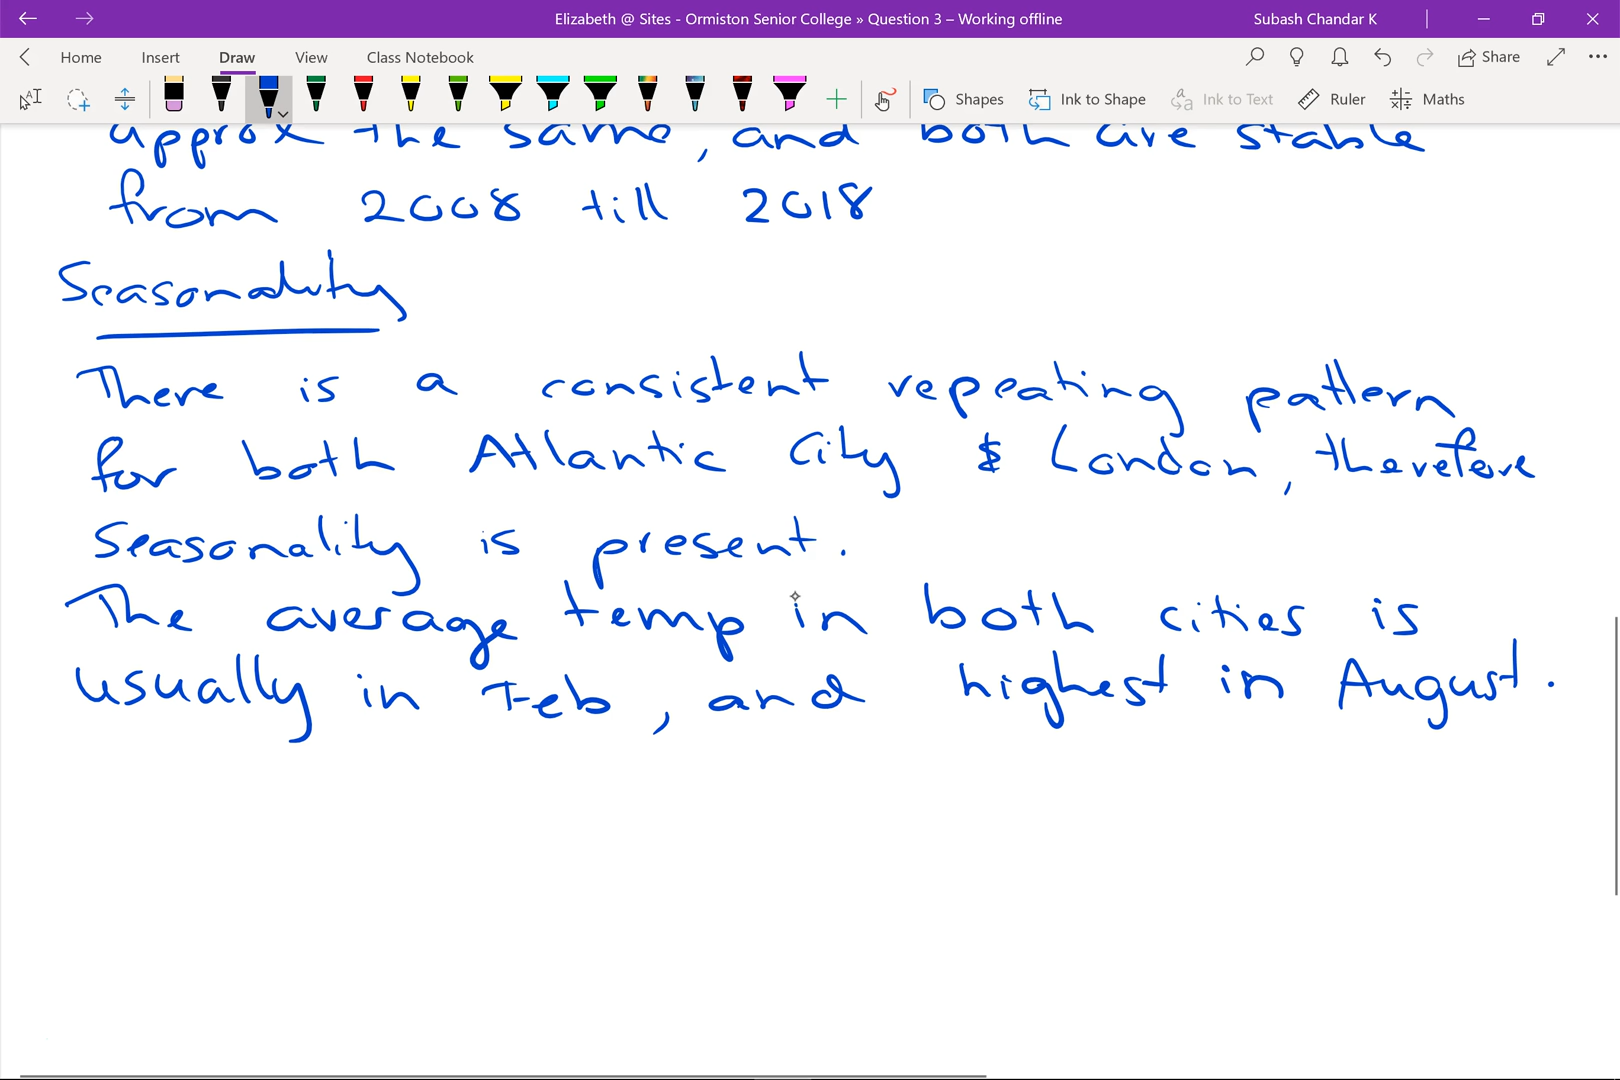 Elizabeth @ Sites - Ormiston Senior College » Question 3 – Working offline
Subash Chandar K
Home Insert Draw View Class Notebook Share
Shapes Ink to Shape Ink to Text Ruler Maths
approx the same, and both are stable
from 2008 till 2018
Seasonality
There is a consistent repeating pattern
for both Atlantic City & London, therefore
seasonality is present.
The average temp in both cities is
usually in Feb, and highest in August.